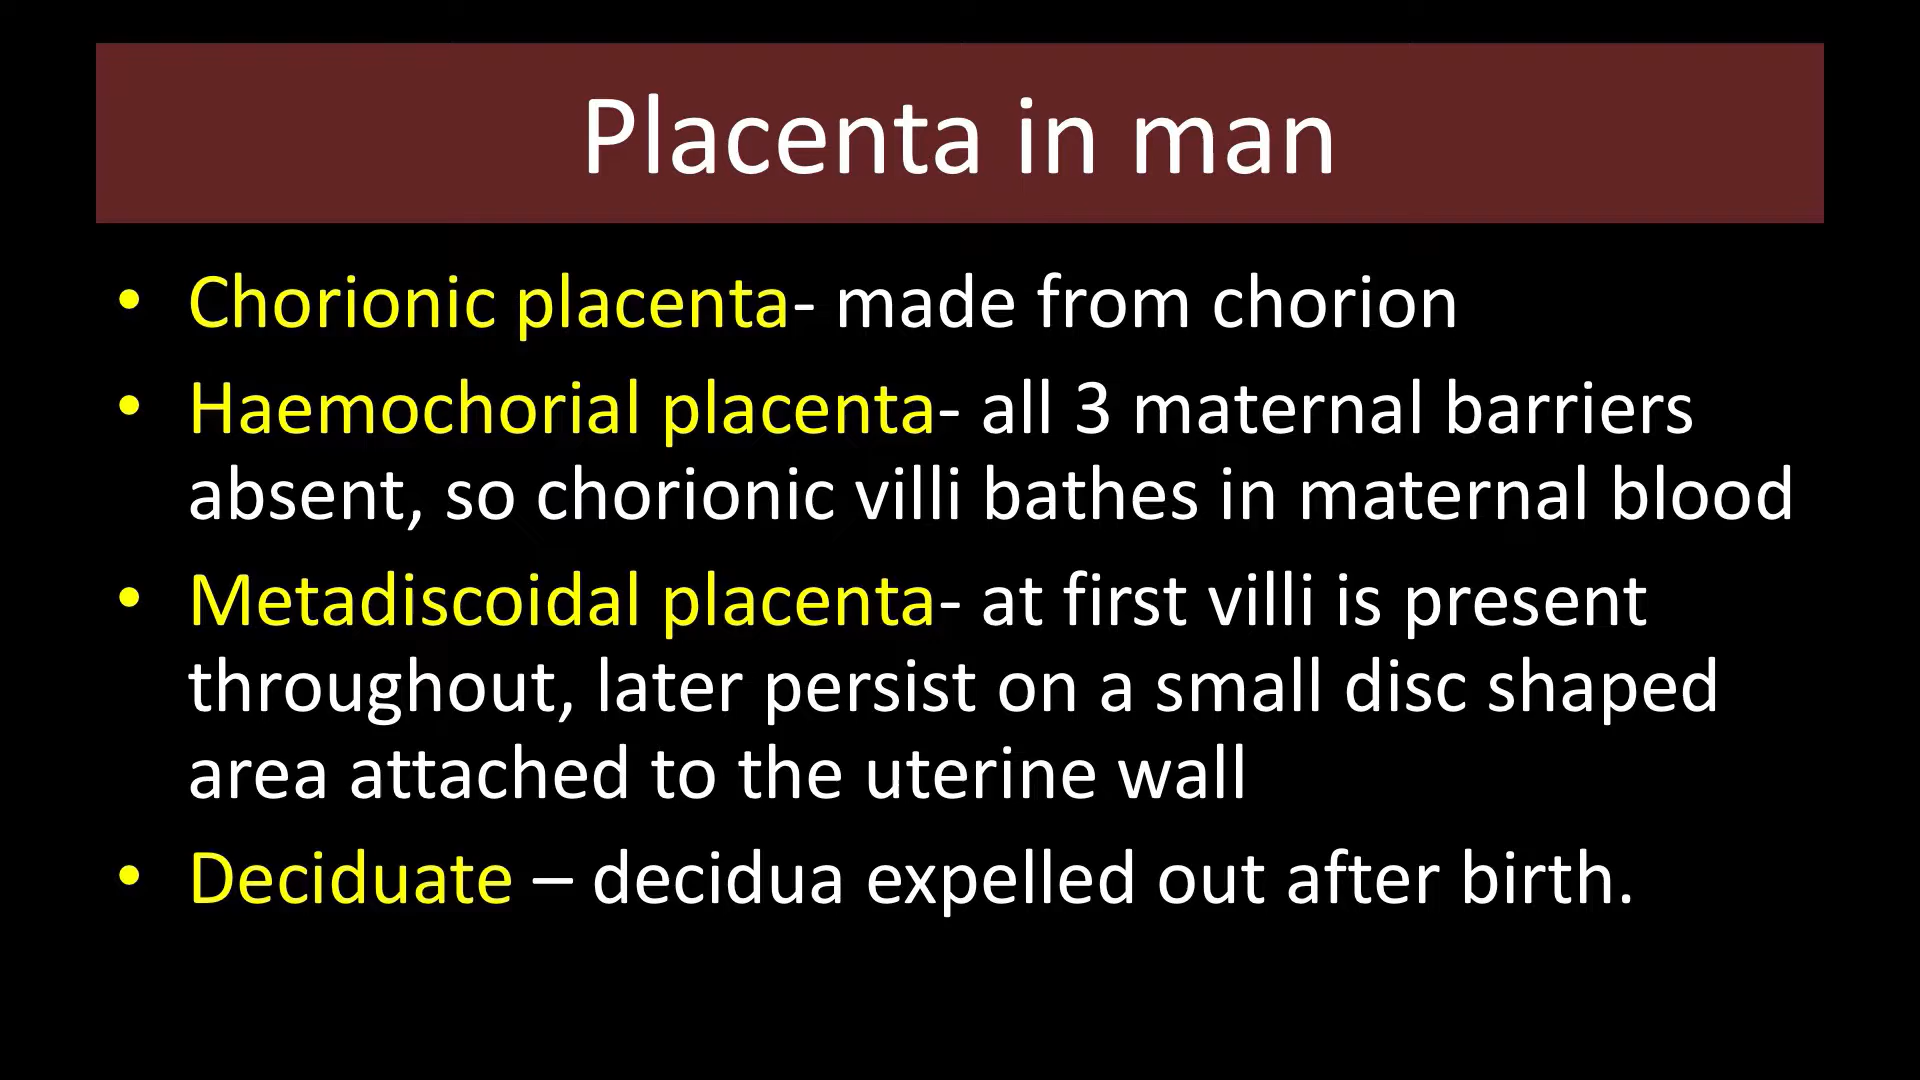 Placenta in man
• Chorionic placenta- made from chorion
• Haemochorial placenta- all 3 maternal barriers
absent, so chorionic villi bathes in maternal blood
• Metadiscoidal placenta- at first villi is present
throughout, later persist on a small disc shaped
area attached to the uterine wall
• Deciduate – decidua expelled out after birth.